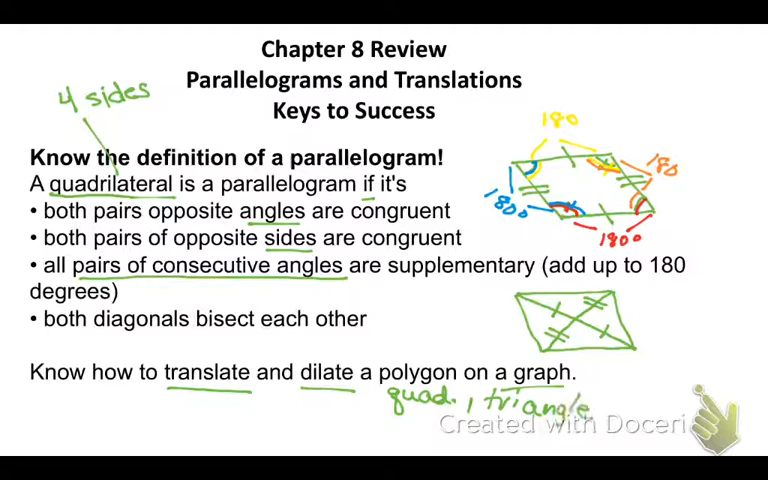 Chapter 8 Review
Parallelograms and Translations
Keys to Success
4 sides
180
Know the definition of a parallelogram!
180
A quadrilateral is a parallelogram if it's
180°
• both pairs opposite angles are congruent
• both pairs of opposite sides are congruent
180°
• all pairs of consecutive angles are supplementary (add up to 180
degrees)
• both diagonals bisect each other
Know how to translate and dilate a polygon on a graph.
quad., triangle
Created with Doceri